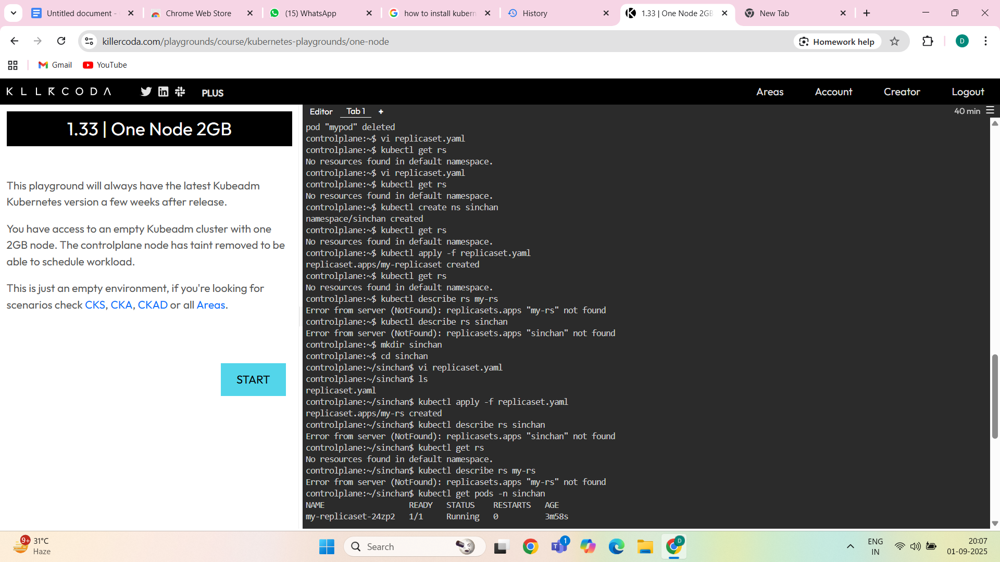 Untitled document -
Chrome Web Store
(15) WhatsApp
how to install kubern
History
1.33 | One Node 2GB
New Tab
killercoda.com/playgrounds/course/kubernetes-playgrounds/one-node
Homework help
D
Gmail
YouTube
KLLRCODA
PLUS
Areas
Account
Creator
Logout
1.33 | One Node 2GB
This playground will always have the latest Kubeadm
Kubernetes version a few weeks after release.
You have access to an empty Kubeadm cluster with one
2GB node. The controlplane node has taint removed to be
able to schedule workload.
This is just an empty environment, if you're looking for
scenarios check CKS, CKA, CKAD or all Areas.
START
Editor
Tab 1
+
40 min
pod "mypod" deleted
controlplane:~$ vi replicaset.yaml
controlplane:~$ kubectl get rs
No resources found in default namespace.
controlplane:~$ vi replicaset.yaml
controlplane:~$ kubectl get rs
No resources found in default namespace.
controlplane:~$ kubectl create ns sinchan
namespace/sinchan created
controlplane:~$ kubectl get rs
No resources found in default namespace.
controlplane:~$ kubectl apply -f replicaset.yaml
replicaset.apps/my-replicaset created
controlplane:~$ kubectl get rs
No resources found in default namespace.
controlplane:~$ kubectl describe rs my-rs
Error from server (NotFound): replicasets.apps "my-rs" not found
controlplane:~$ kubectl describe rs sinchan
Error from server (NotFound): replicasets.apps "sinchan" not found
controlplane:~$ mkdir sinchan
controlplane:~$ cd sinchan
controlplane:~/sinchan$ vi replicaset.yaml
controlplane:~/sinchan$ ls
replicaset.yaml
controlplane:~/sinchan$ kubectl apply -f replicaset.yaml
replicaset.apps/my-rs created
controlplane:~/sinchan$ kubectl describe rs sinchan
Error from server (NotFound): replicasets.apps "sinchan" not found
controlplane:~/sinchan$ kubectl get rs
No resources found in default namespace.
controlplane:~/sinchan$ kubectl describe rs my-rs
Error from server (NotFound): replicasets.apps "my-rs" not found
controlplane:~/sinchan$ kubectl get pods -n sinchan
NAME READY STATUS RESTARTS AGE
my-replicaset-24zp2 1/1 Running 0 3m58s
9+
31°C
Haze
Search
1
D
ENG
IN
20:07
01-09-2025